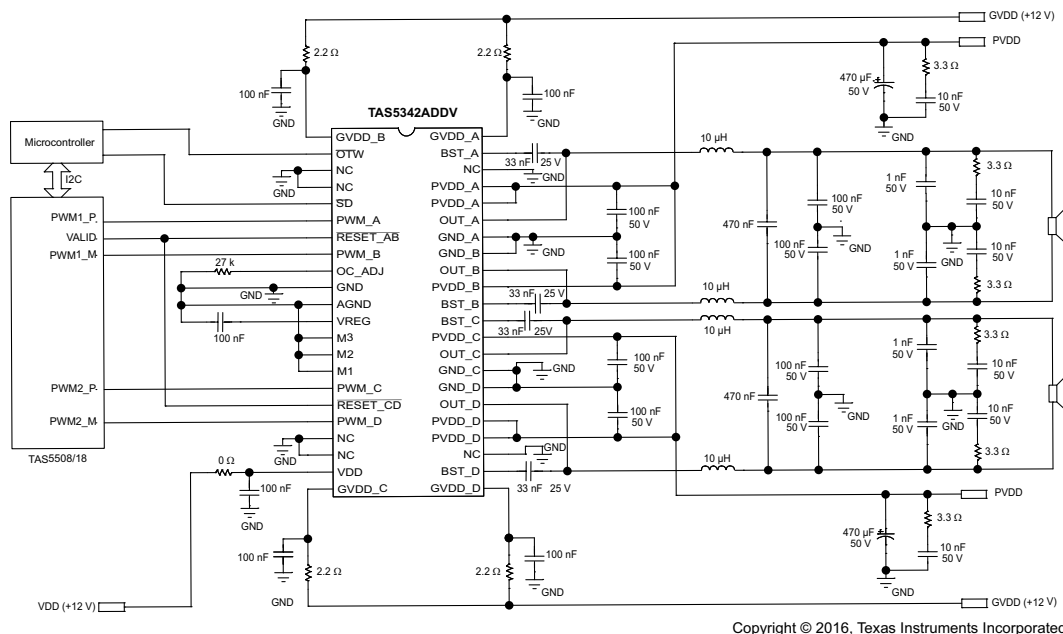 GVDD (+12 V)
2.2 Ω
2.2 Ω
PVDD
3.3 Ω
470 µF
50 V
10 nF
50 V
100 nF
100 nF
GND
GND
GND
TAS5342ADDV
Microcontroller
I2C
GVDD_B
OTW
NC
NC
SD
PWM_A
RESET_AB
PWM_B
OC_ADJ
GND
AGND
VREG
M3
M2
M1
PWM_C
RESET_CD
PWM_D
NC
NC
VDD
GVDD_C
GVDD_A
BST_A
NC
PVDD_A
PVDD_A
OUT_A
GND_A
GND_B
OUT_B
PVDD_B
BST_B
BST_C
PVDD_C
OUT_C
GND_C
GND_D
OUT_D
PVDD_D
PVDD_D
NC
BST_D
GVDD_D
PWM1_P
VALID
PWM1_M
PWM2_P
PWM2_M
TAS5508/18
GND
27 k
GND
100 nF
GND
0 Ω
100 nF
GND
33 nF 25 V
GND
100 nF
50 V
GND
100 nF
50 V
33 nF 25 V
33 nF 25V
100 nF
50 V
GND
100 nF
50 V
GND
33 nF 25 V
10 µH
10 µH
10 µH
10 µH
470 nF
100 nF
50 V
GND
100 nF
50 V
1 nF
50 V
3.3 Ω
10 nF
50 V
GND
1 nF
50 V
10 nF
50 V
3.3 Ω
470 nF
100 nF
50 V
GND
100 nF
50 V
1 nF
50 V
3.3 Ω
10 nF
50 V
GND
1 nF
50 V
10 nF
50 V
3.3 Ω
PVDD
3.3 Ω
470 µF
50 V
10 nF
50 V
GND
100 nF
2.2 Ω
GND
2.2 Ω
100 nF
GND
VDD (+12 V)
GVDD (+12 V)
Copyright © 2016, Texas Instruments Incorporated